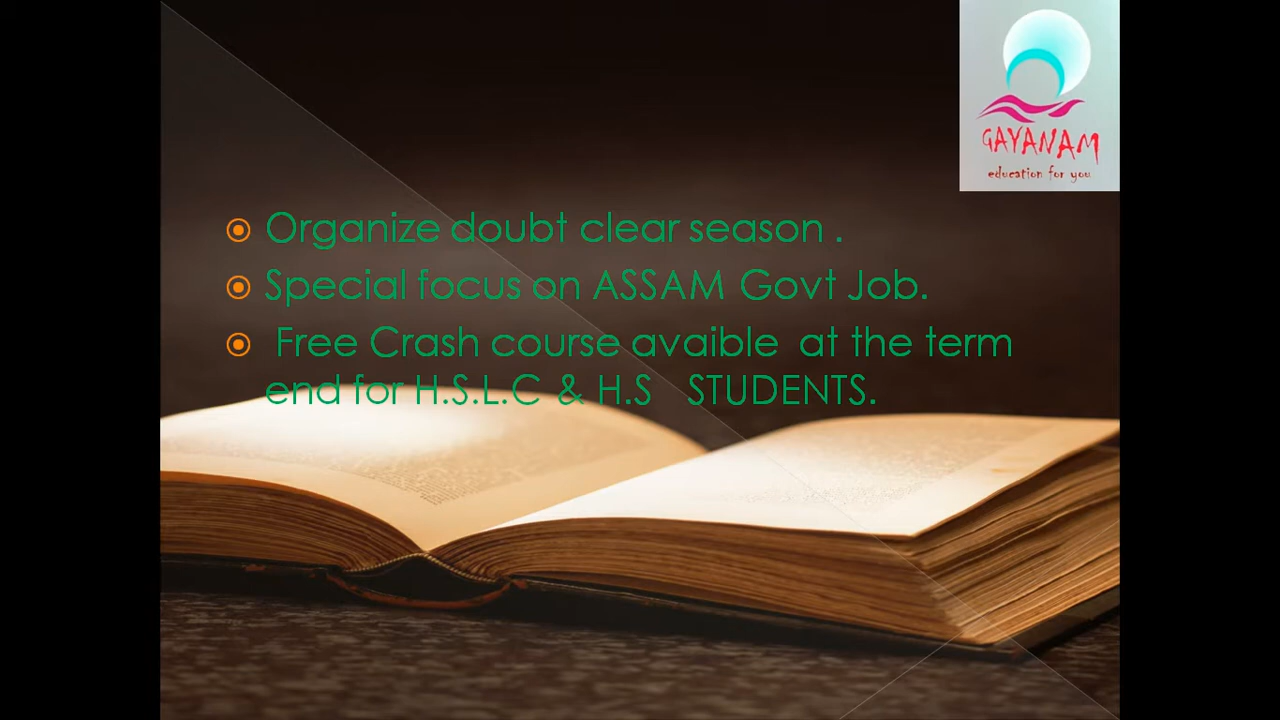 GAYANAM
education for you
Organize doubt clear season .
Special focus on ASSAM Govt Job.
Free Crash course avaible at the term
end for H.S.L.C & H.S STUDENTS.